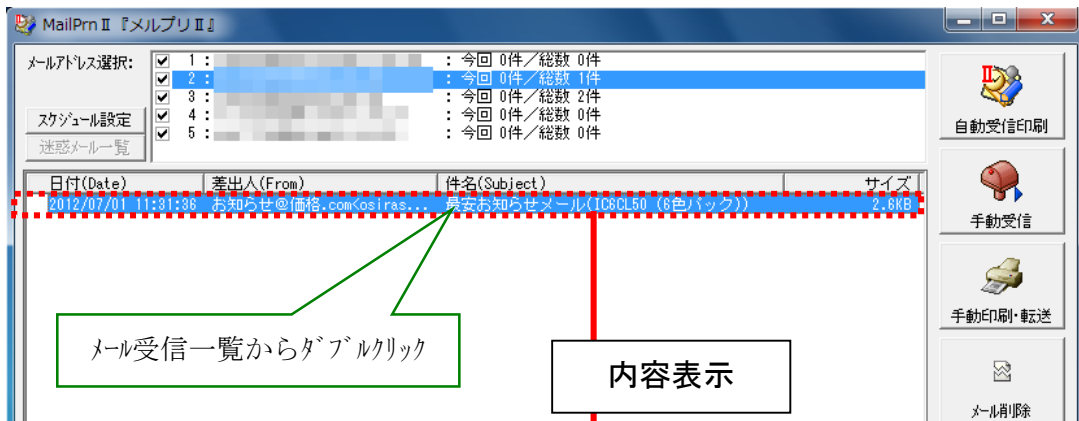 MailPrnⅡ『メルプリⅡ』
ﾒｰﾙｱﾄﾞﾚｽ選択:
1 : : 今回 0件／総数 0件
2 : : 今回 0件／総数 1件
3 : : 今回 0件／総数 2件
4 : : 今回 0件／総数 0件
5 : : 今回 0件／総数 0件
ｽｹｼﾞｭｰﾙ設定
迷惑ﾒｰﾙ一覧
自動受信印刷
日付(Date) 差出人(From) 件名(Subject) サイズ
2012/07/01 11:31:36 お知らせ@価格.com<osiras... 最安お知らせメール(IC6CL50 (6色パック)) 2.6KB
手動受信
手動印刷・転送
ﾒｰﾙ受信一覧からﾀﾞﾌﾞﾙｸﾘｯｸ
内容表示
ﾒｰﾙ削除